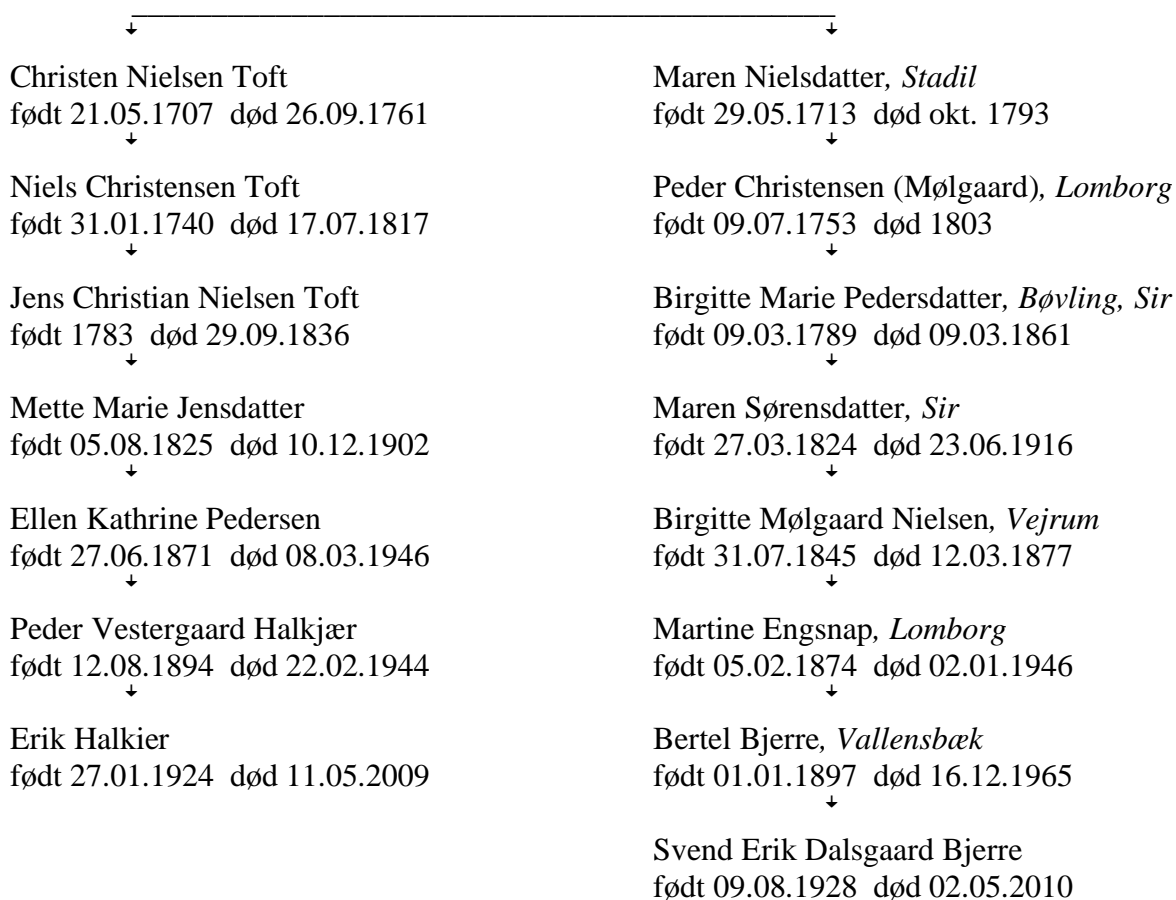 Christen Nielsen Toft
født 21.05.1707 død 26.09.1761
Niels Christensen Toft
født 31.01.1740 død 17.07.1817
Jens Christian Nielsen Toft
født 1783 død 29.09.1836
Mette Marie Jensdatter
født 05.08.1825 død 10.12.1902
Ellen Kathrine Pedersen
født 27.06.1871 død 08.03.1946
Peder Vestergaard Halkjær
født 12.08.1894 død 22.02.1944
Erik Halkier
født 27.01.1924 død 11.05.2009
Maren Nielsdatter, Stadil
født 29.05.1713 død okt. 1793
Peder Christensen (Mølgaard), Lomborg
født 09.07.1753 død 1803
Birgitte Marie Pedersdatter, Bøvling, Sir
født 09.03.1789 død 09.03.1861
Maren Sørensdatter, Sir
født 27.03.1824 død 23.06.1916
Birgitte Mølgaard Nielsen, Vejrum
født 31.07.1845 død 12.03.1877
Martine Engsnap, Lomborg
født 05.02.1874 død 02.01.1946
Bertel Bjerre, Vallensbæk
født 01.01.1897 død 16.12.1965
Svend Erik Dalsgaard Bjerre
født 09.08.1928 død 02.05.2010